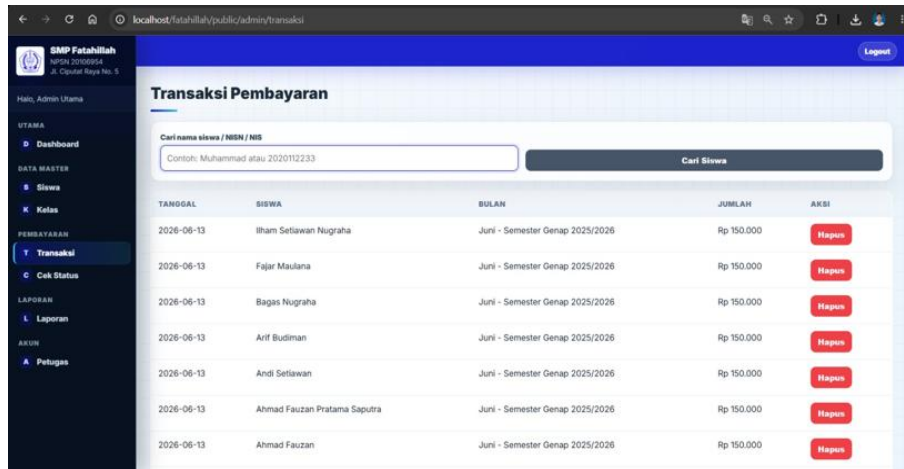 localhost/fatahillah/public/admin/transaksi
SMP Fatahillah
NPSN 20106954
Jl. Ciputat Raya No. 5
Logout
Halo, Admin Utama
UTAMA
D Dashboard
DATA MASTER
S Siswa
K Kelas
PEMBAYARAN
T Transaksi
C Cek Status
LAPORAN
L Laporan
AKUN
A Petugas
Transaksi Pembayaran
Cari nama siswa / NISN / NIS
Contoh: Muhammad atau 2020112233
Cari Siswa
TANGGAL SISWA BULAN JUMLAH AKSI
2026-06-13 Ilham Setiawan Nugraha Juni - Semester Genap 2025/2026 Rp 150.000 Hapus
2026-06-13 Fajar Maulana Juni - Semester Genap 2025/2026 Rp 150.000 Hapus
2026-06-13 Bagas Nugraha Juni - Semester Genap 2025/2026 Rp 150.000 Hapus
2026-06-13 Arif Budiman Juni - Semester Genap 2025/2026 Rp 150.000 Hapus
2026-06-13 Andi Setiawan Juni - Semester Genap 2025/2026 Rp 150.000 Hapus
2026-06-13 Ahmad Fauzan Pratama Saputra Juni - Semester Genap 2025/2026 Rp 150.000 Hapus
2026-06-13 Ahmad Fauzan Juni - Semester Genap 2025/2026 Rp 150.000 Hapus